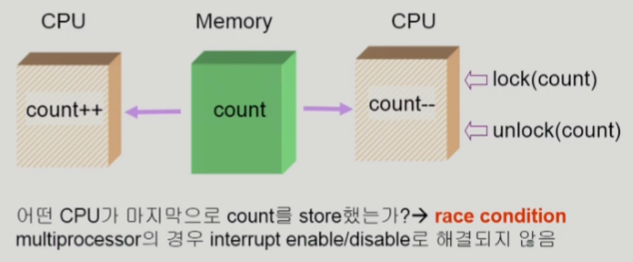 CPU
Memory
CPU
count++
count
count--
lock(count)
unlock(count)
어떤 CPU가 마지막으로 count를 store했는가?→ race condition
multiprocessor의 경우 interrupt enable/disable로 해결되지 않음